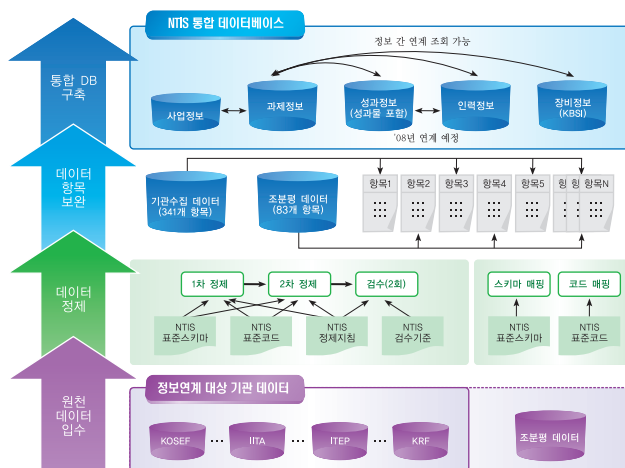 NTIS 통합 데이터베이스
정보 간 연계 조회 가능
통합 DB
구축
사업정보
과제정보
성과정보
(성과물 포함)
인력정보
장비정보
(KBSI)
'08년 연계 예정
데이터
항목
보완
기관수집 데이터
(341개 항목)
조분평 데이터
(83개 항목)
항목1
항목2
항목3
항목4
항목5
항목N
데이터
정제
1차 정제
2차 정제
검수(2회)
스키마 매핑
코드 매핑
NTIS
표준스키마
NTIS
표준코드
NTIS
정제지침
NTIS
검수기준
NTIS
표준스키마
NTIS
표준코드
원천
데이터
입수
정보연계 대상 기관 데이터
KOSEF ... IITA ... ITEP ... KRF
조분평 데이터